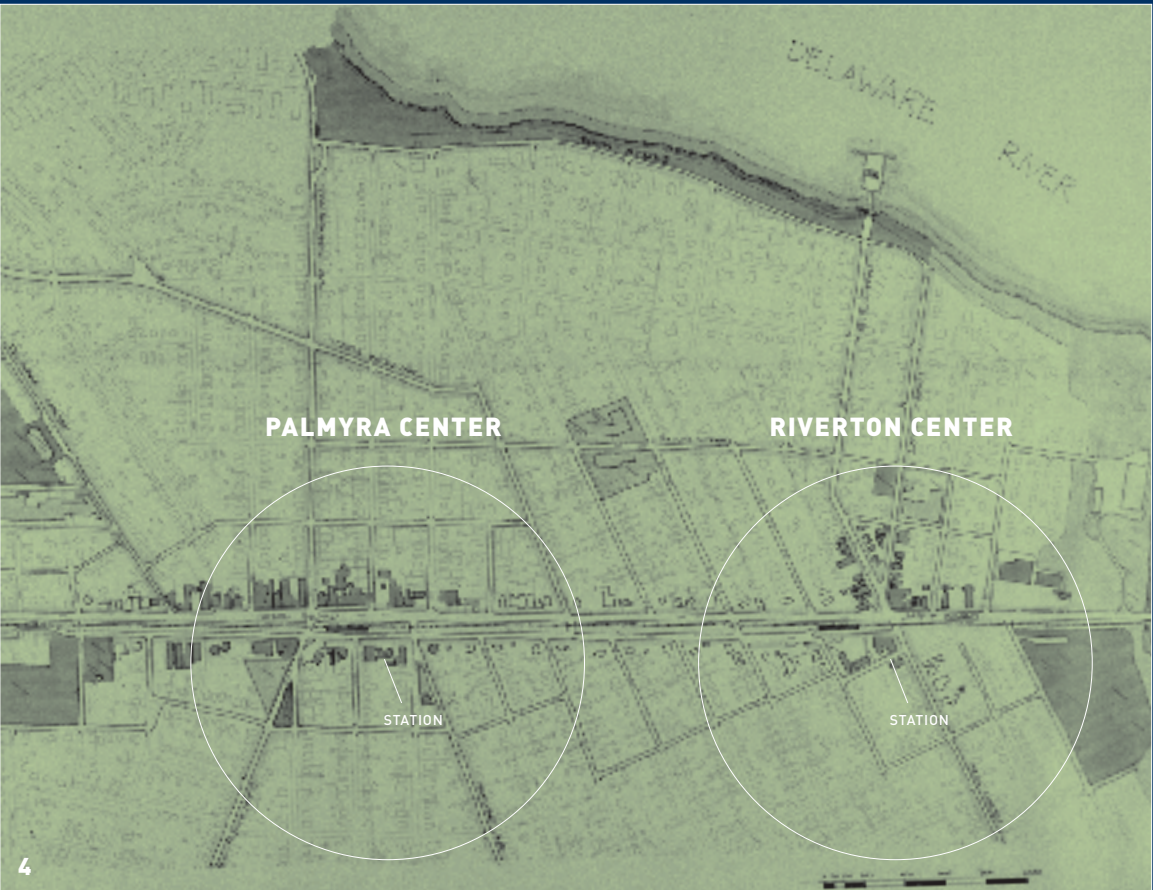 DELAWARE
RIVER
PALMYRA CENTER
RIVERTON CENTER
STATION
STATION
4